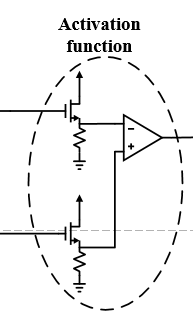 Activation
function
-
+